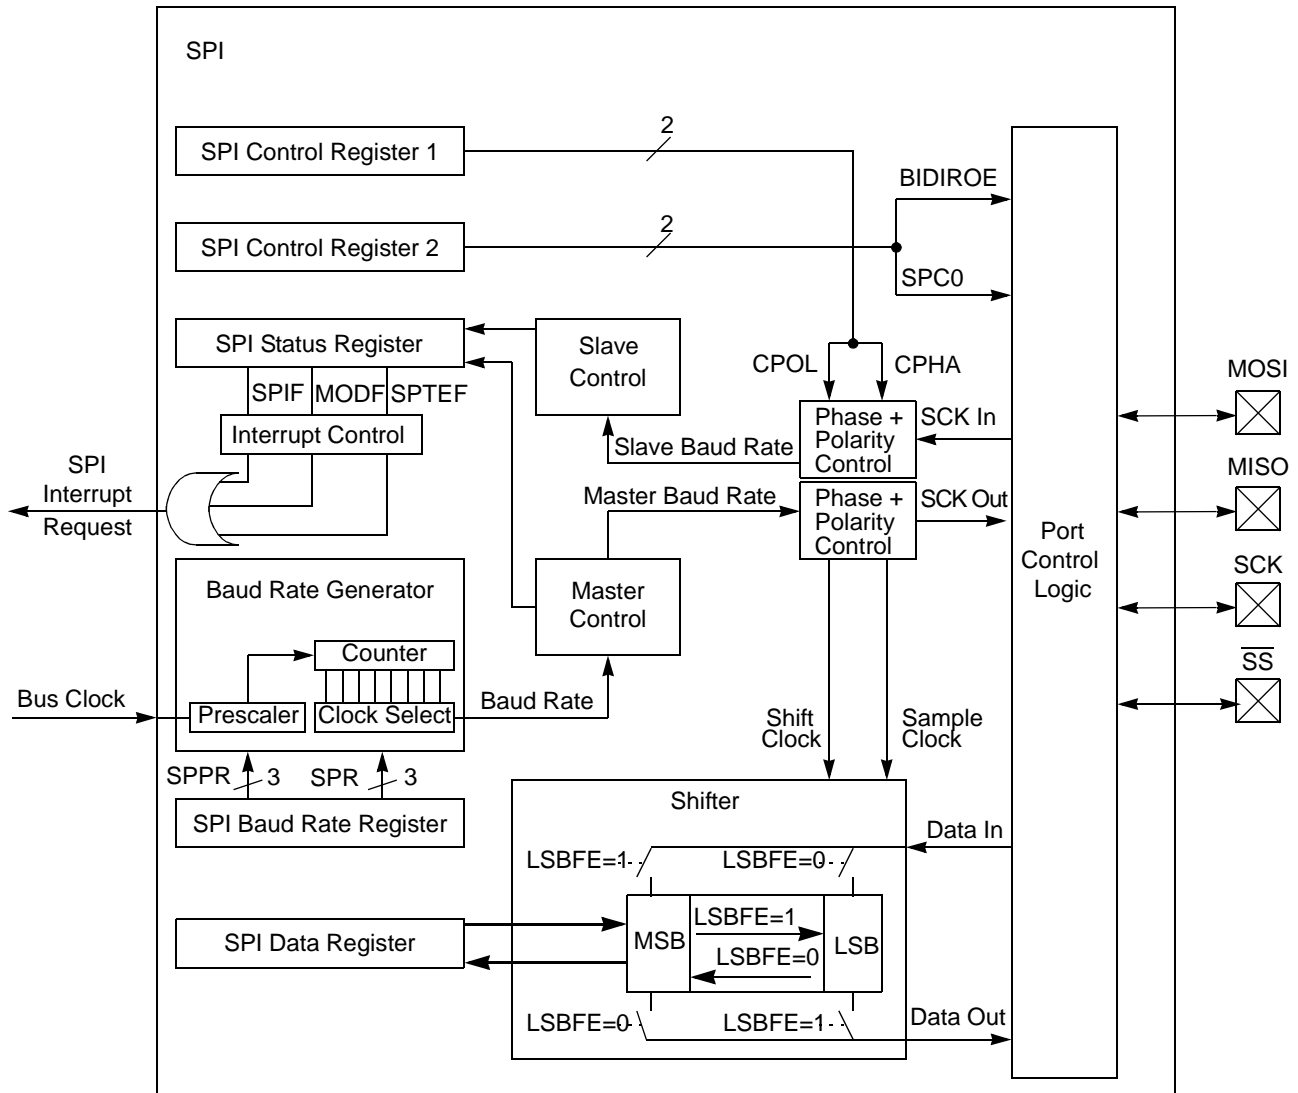 SPI
SPI Control Register 1
2
BIDIROE
SPI Control Register 2
2
SPC0
SPI Status Register
Slave
Control
CPOL
CPHA
SPIF
MODF
SPTEF
Interrupt Control
Slave Baud Rate
Phase +
Polarity
Control
SCK In
MOSI
SPI
Interrupt
Request
Master Baud Rate
Phase +
Polarity
Control
SCK Out
MISO
Port
Control
Logic
Baud Rate Generator
Master
Control
SCK
Counter
SS
Bus Clock
Prescaler
Clock Select
Baud Rate
Shift
Clock
Sample
Clock
SPPR
3
SPR
3
SPI Baud Rate Register
Shifter
Data In
LSBFE=1
LSBFE=0
SPI Data Register
MSB
LSBFE=1
LSBFE=0
LSB
LSBFE=0
LSBFE=1
Data Out